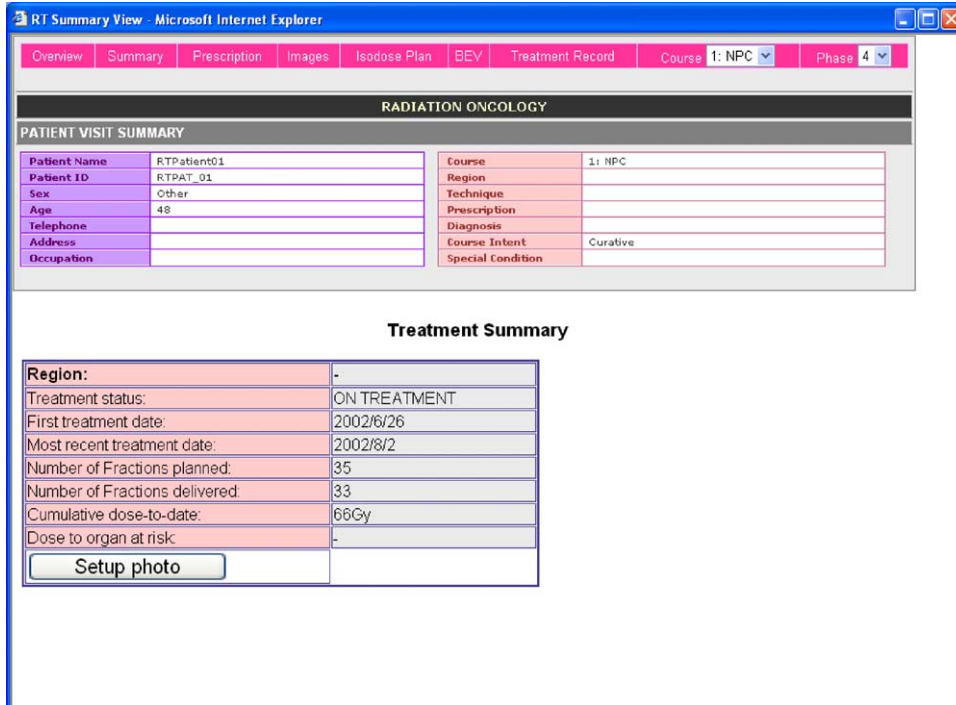 RT Summary View - Microsoft Internet Explorer
Overview Summary Prescription Images Isodose Plan BEV Treatment Record Course 1: NPC Phase 4
RADIATION ONCOLOGY
PATIENT VISIT SUMMARY
Patient Name RTPatient01 Course 1: NPC
Patient ID RTPAT_01 Region
Sex Other Technique
Age 48 Prescription
Telephone Diagnosis
Address Course Intent Curative
Occupation Special Condition
Treatment Summary
Region: -
Treatment status: ON TREATMENT
First treatment date: 2002/6/26
Most recent treatment date: 2002/8/2
Number of Fractions planned: 35
Number of Fractions delivered: 33
Cumulative dose-to-date: 66Gy
Dose to organ at risk: -
Setup photo